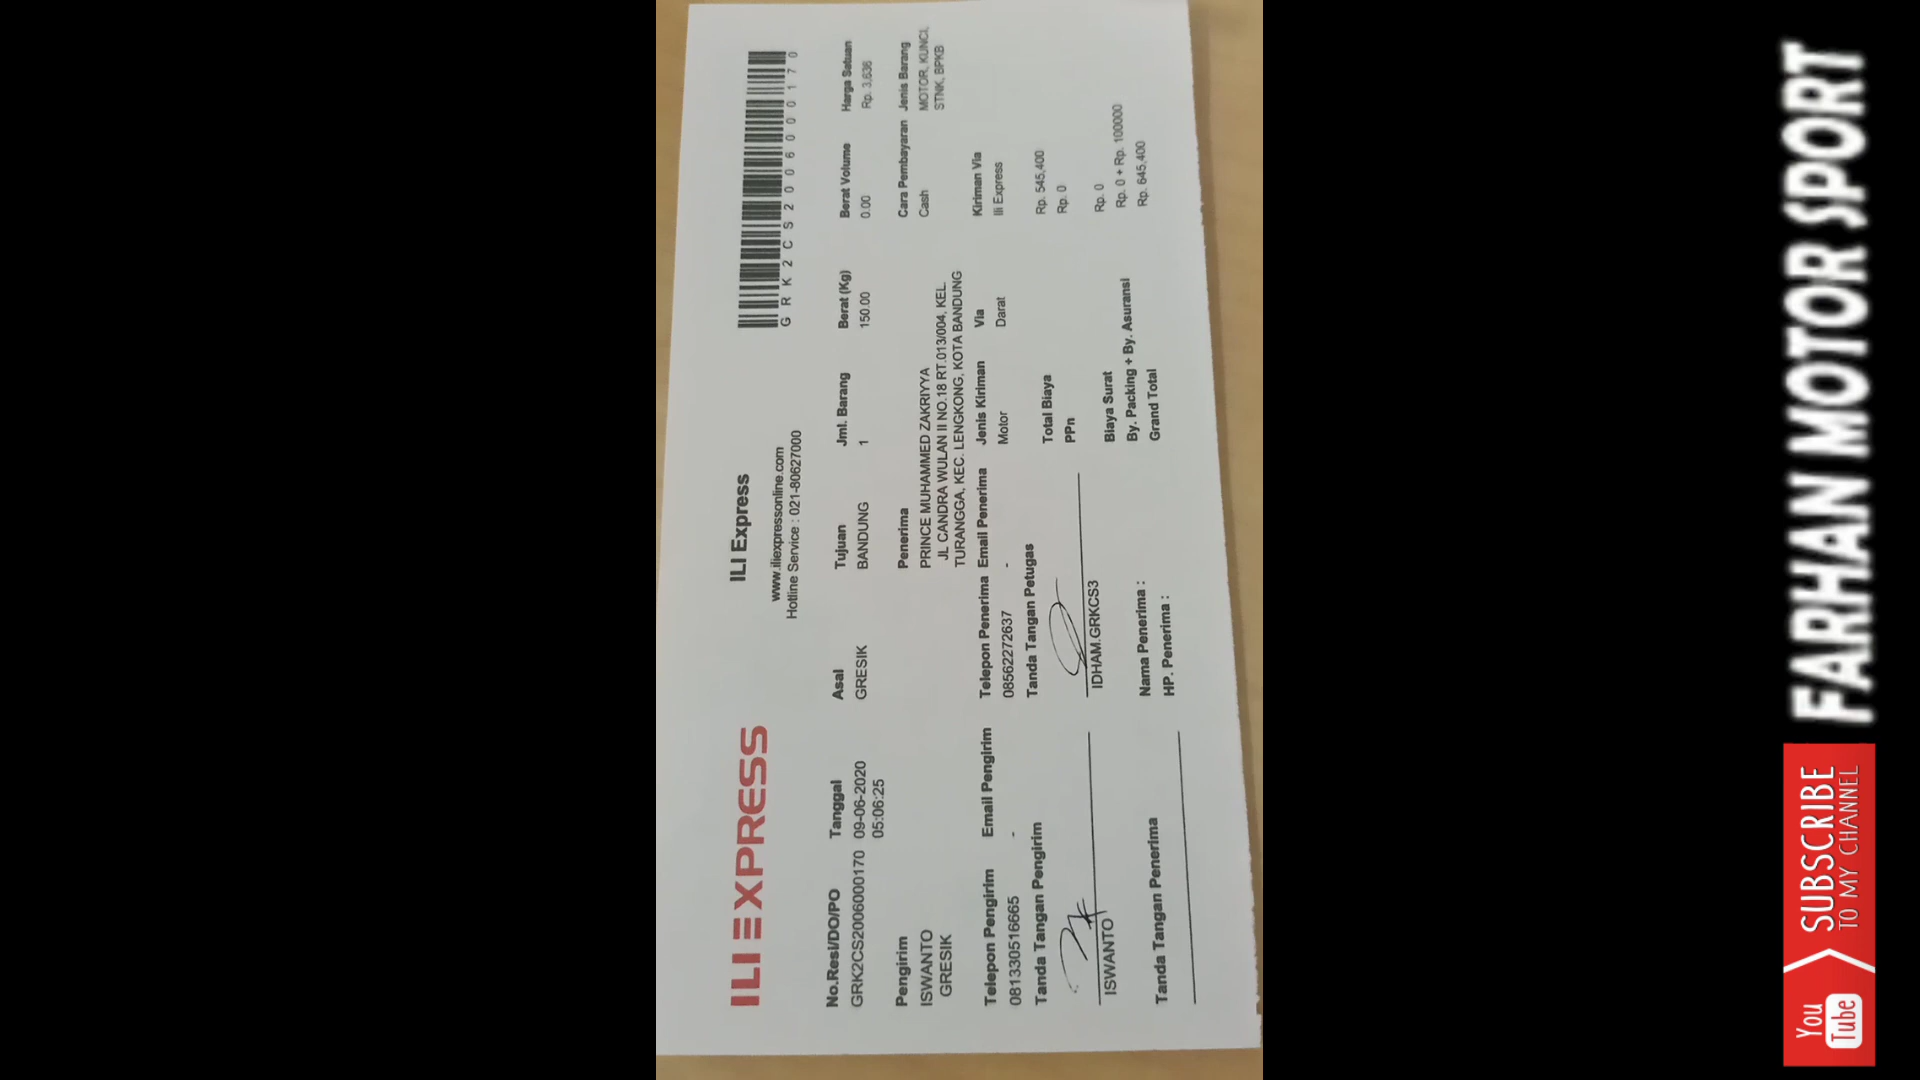 ILI EXPRESS
ILI Express
www.iliexpressonline.com
Hotline Service : 021-80627000
GRK2CS2006000170
No.Resi/DO/PO Tanggal Asal Tujuan Jml. Barang Berat (Kg) Berat Volume Harga Satuan
GRK2CS2006000170 09-06-2020 GRESIK BANDUNG 1 150.00 0.00 Rp. 3,636
05:06:25
Pengirim Penerima Cara Pembayaran Jenis Barang
ISWANTO PRINCE MUHAMMED ZAKRIYYA Cash MOTOR, KUNCI,
GRESIK JL CANDRA WULAN II NO.18 RT.013/004, KEL. STNK, BPKB
TURANGGA, KEC. LENGKONG, KOTA BANDUNG
Telepon Pengirim Email Pengirim Telepon Penerima Email Penerima Jenis Kiriman Via Kiriman Via
081330516665 - 08562272637 - Motor Darat Ili Express
Tanda Tangan Pengirim Tanda Tangan Petugas
Total Biaya Rp. 545,400
PPn Rp. 0
ISWANTO IDHAM.GRKCS3
Biaya Surat Rp. 0
By. Packing + By. Asuransi Rp. 0 + Rp. 100000
Grand Total Rp. 645,400
Tanda Tangan Penerima Nama Penerima :
HP. Penerima :
You Tube SUBSCRIBE
TO MY CHANNEL
FARHAN MOTOR SPORT